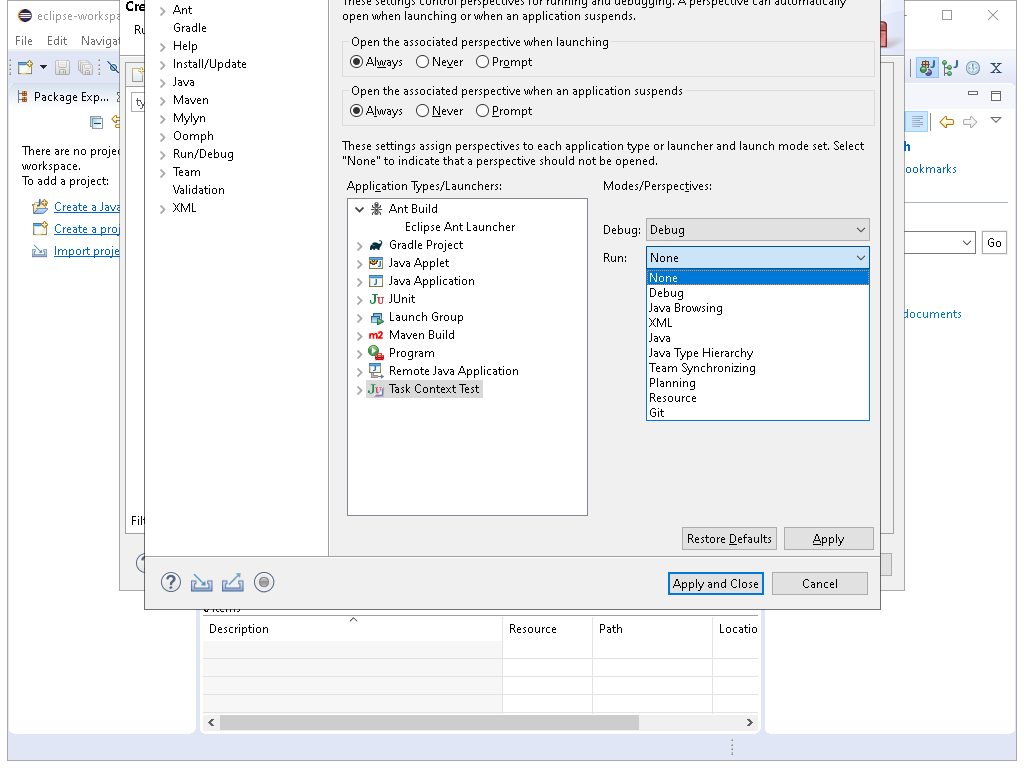 eclipse-workspa
Cre
File Edit Navigat
Ru
Package Exp...
ty
There are no projec
workspace.
To add a project:
Create a Java
Create a proj
Import proje
Filt
Ant
Gradle
Help
Install/Update
Java
Maven
Mylyn
Oomph
Run/Debug
Team
Validation
XML
These settings control perspectives for running and debugging. A perspective can automatically
open when launching or when an application suspends.
Open the associated perspective when launching
Always Never Prompt
Open the associated perspective when an application suspends
Always Never Prompt
These settings assign perspectives to each application type or launcher and launch mode set. Select
"None" to indicate that a perspective should not be opened.
Application Types/Launchers:
Ant Build
Eclipse Ant Launcher
Gradle Project
Java Applet
Java Application
JUnit
Launch Group
Maven Build
Program
Remote Java Application
Task Context Test
Modes/Perspectives:
Debug: Debug
Run: None
None
Debug
Java Browsing
XML
Java
Java Type Hierarchy
Team Synchronizing
Planning
Resource
Git
Restore Defaults Apply
Apply and Close Cancel
h
ookmarks
Go
documents
items
Description Resource Path Locatio